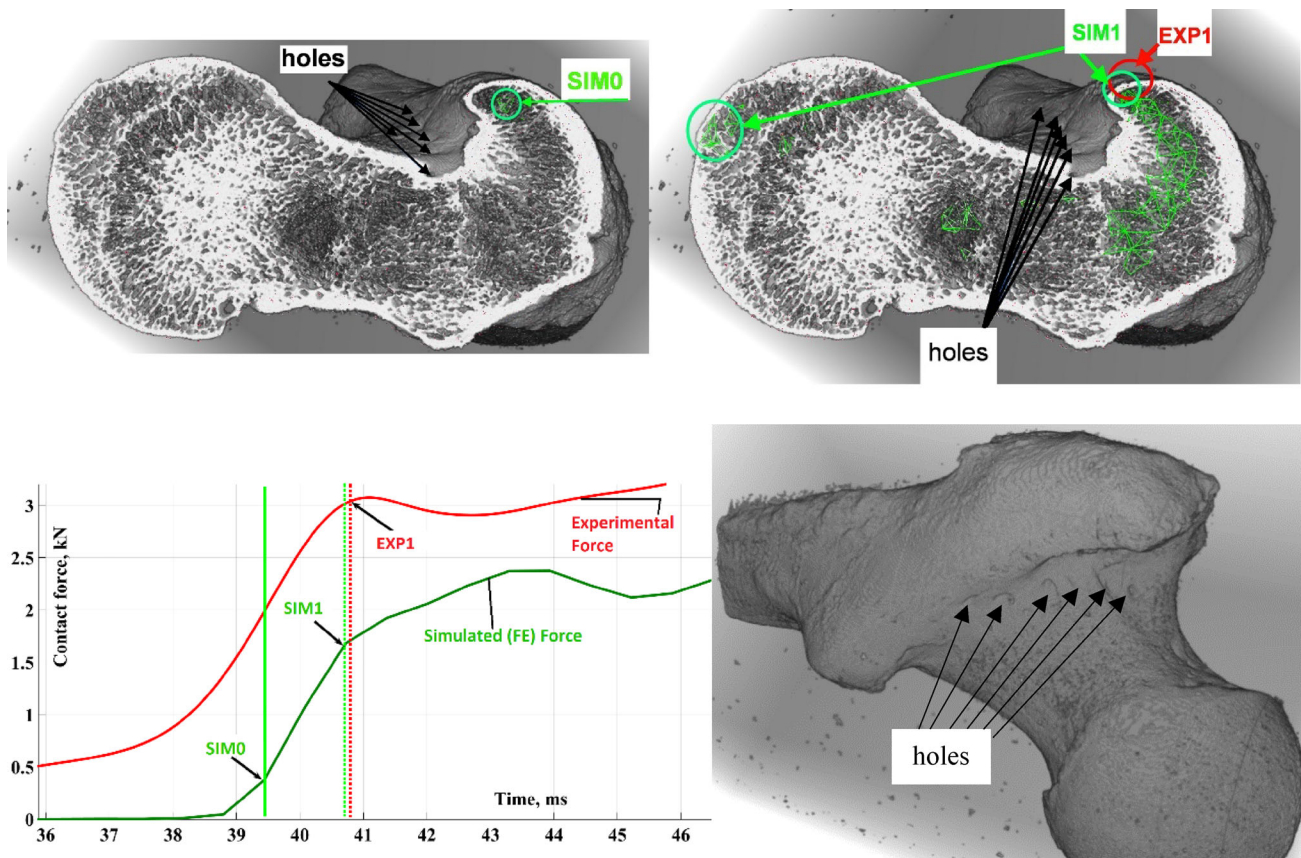 holes
SIM0
SIM1
EXP1
holes
Contact force, kN
3
2.5
2
1.5
1
0.5
0
EXP1
Experimental
Force
SIM1
Simulated (FE) Force
SIM0
Time, ms
36 37 38 39 40 41 42 43 44 45 46
holes